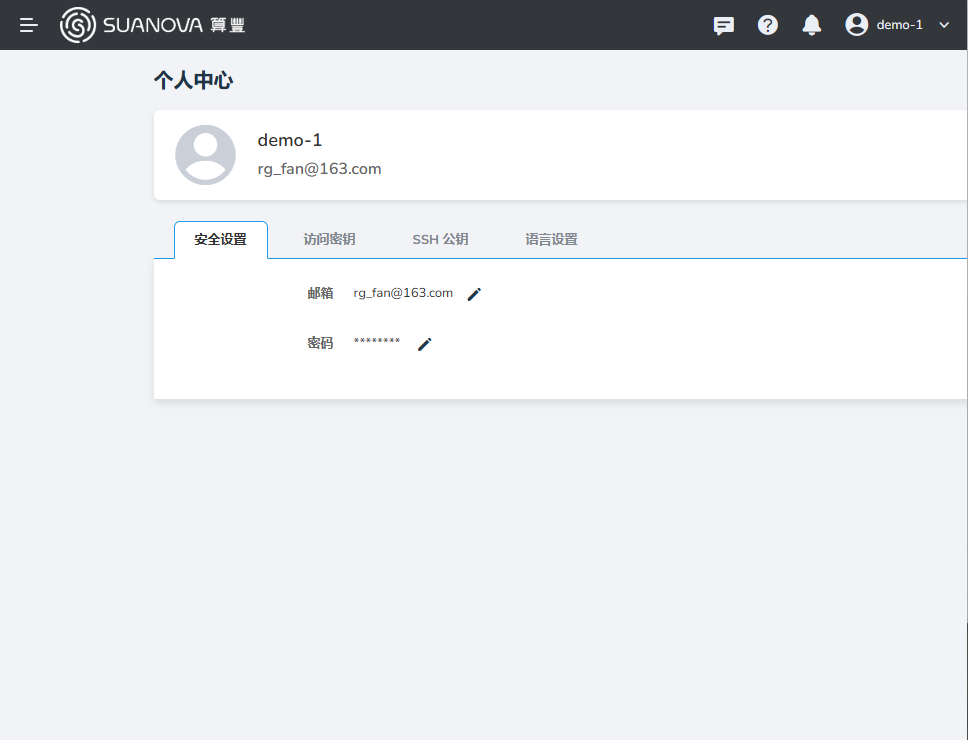 SUANOVA 算豐
demo-1
个人中心
demo-1
rg_fan@163.com
安全设置 访问密钥 SSH 公钥 语言设置
邮箱 rg_fan@163.com
密码 ********